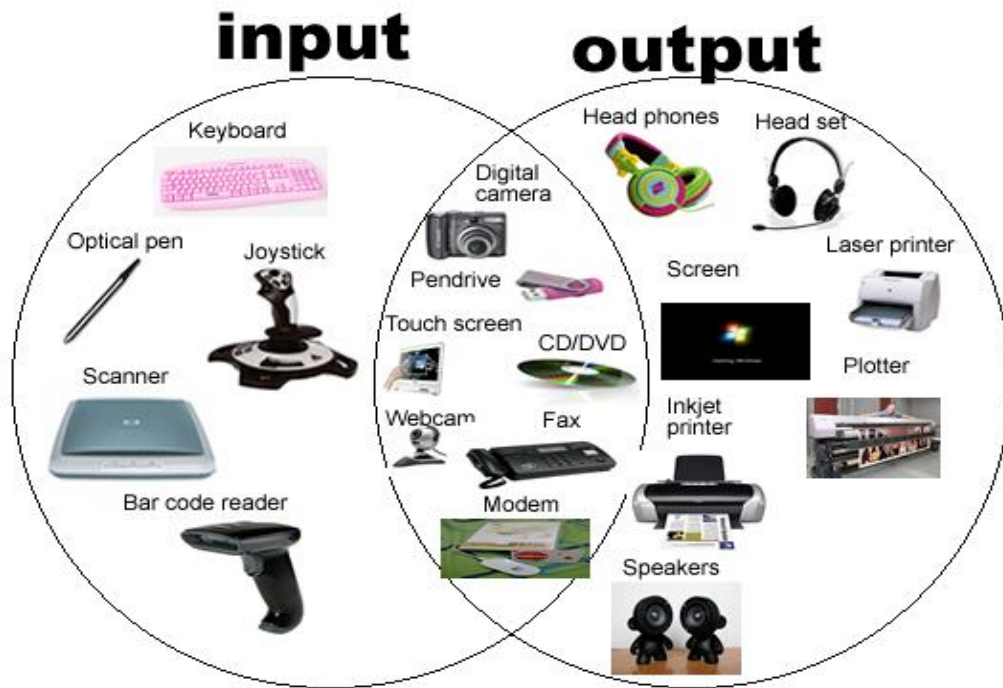 input
output
Keyboard
Head phones
Head set
Digital
camera
Optical pen
Joystick
Laser printer
Pendrive
Screen
Touch screen
CD/DVD
Scanner
Plotter
Webcam
Fax
Inkjet
printer
Bar code reader
Modem
Speakers